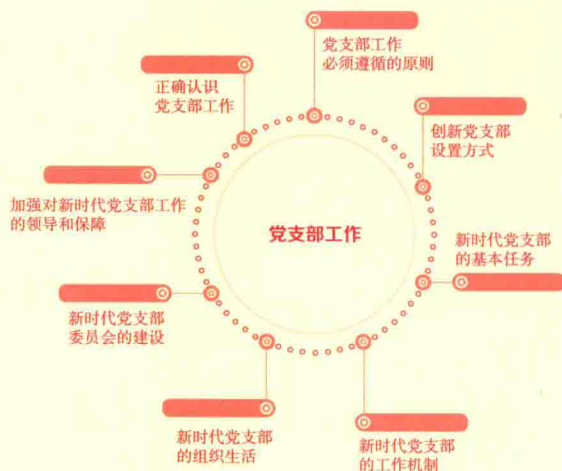 党支部工作
必须遵循的原则
正确认识
党支部工作
创新党支部
设置方式
加强对新时代党支部工作
的领导和保障
党支部工作
新时代党支部
的基本任务
新时代党支部
委员会的建设
新时代党支部
的组织生活
新时代党支部
的工作机制